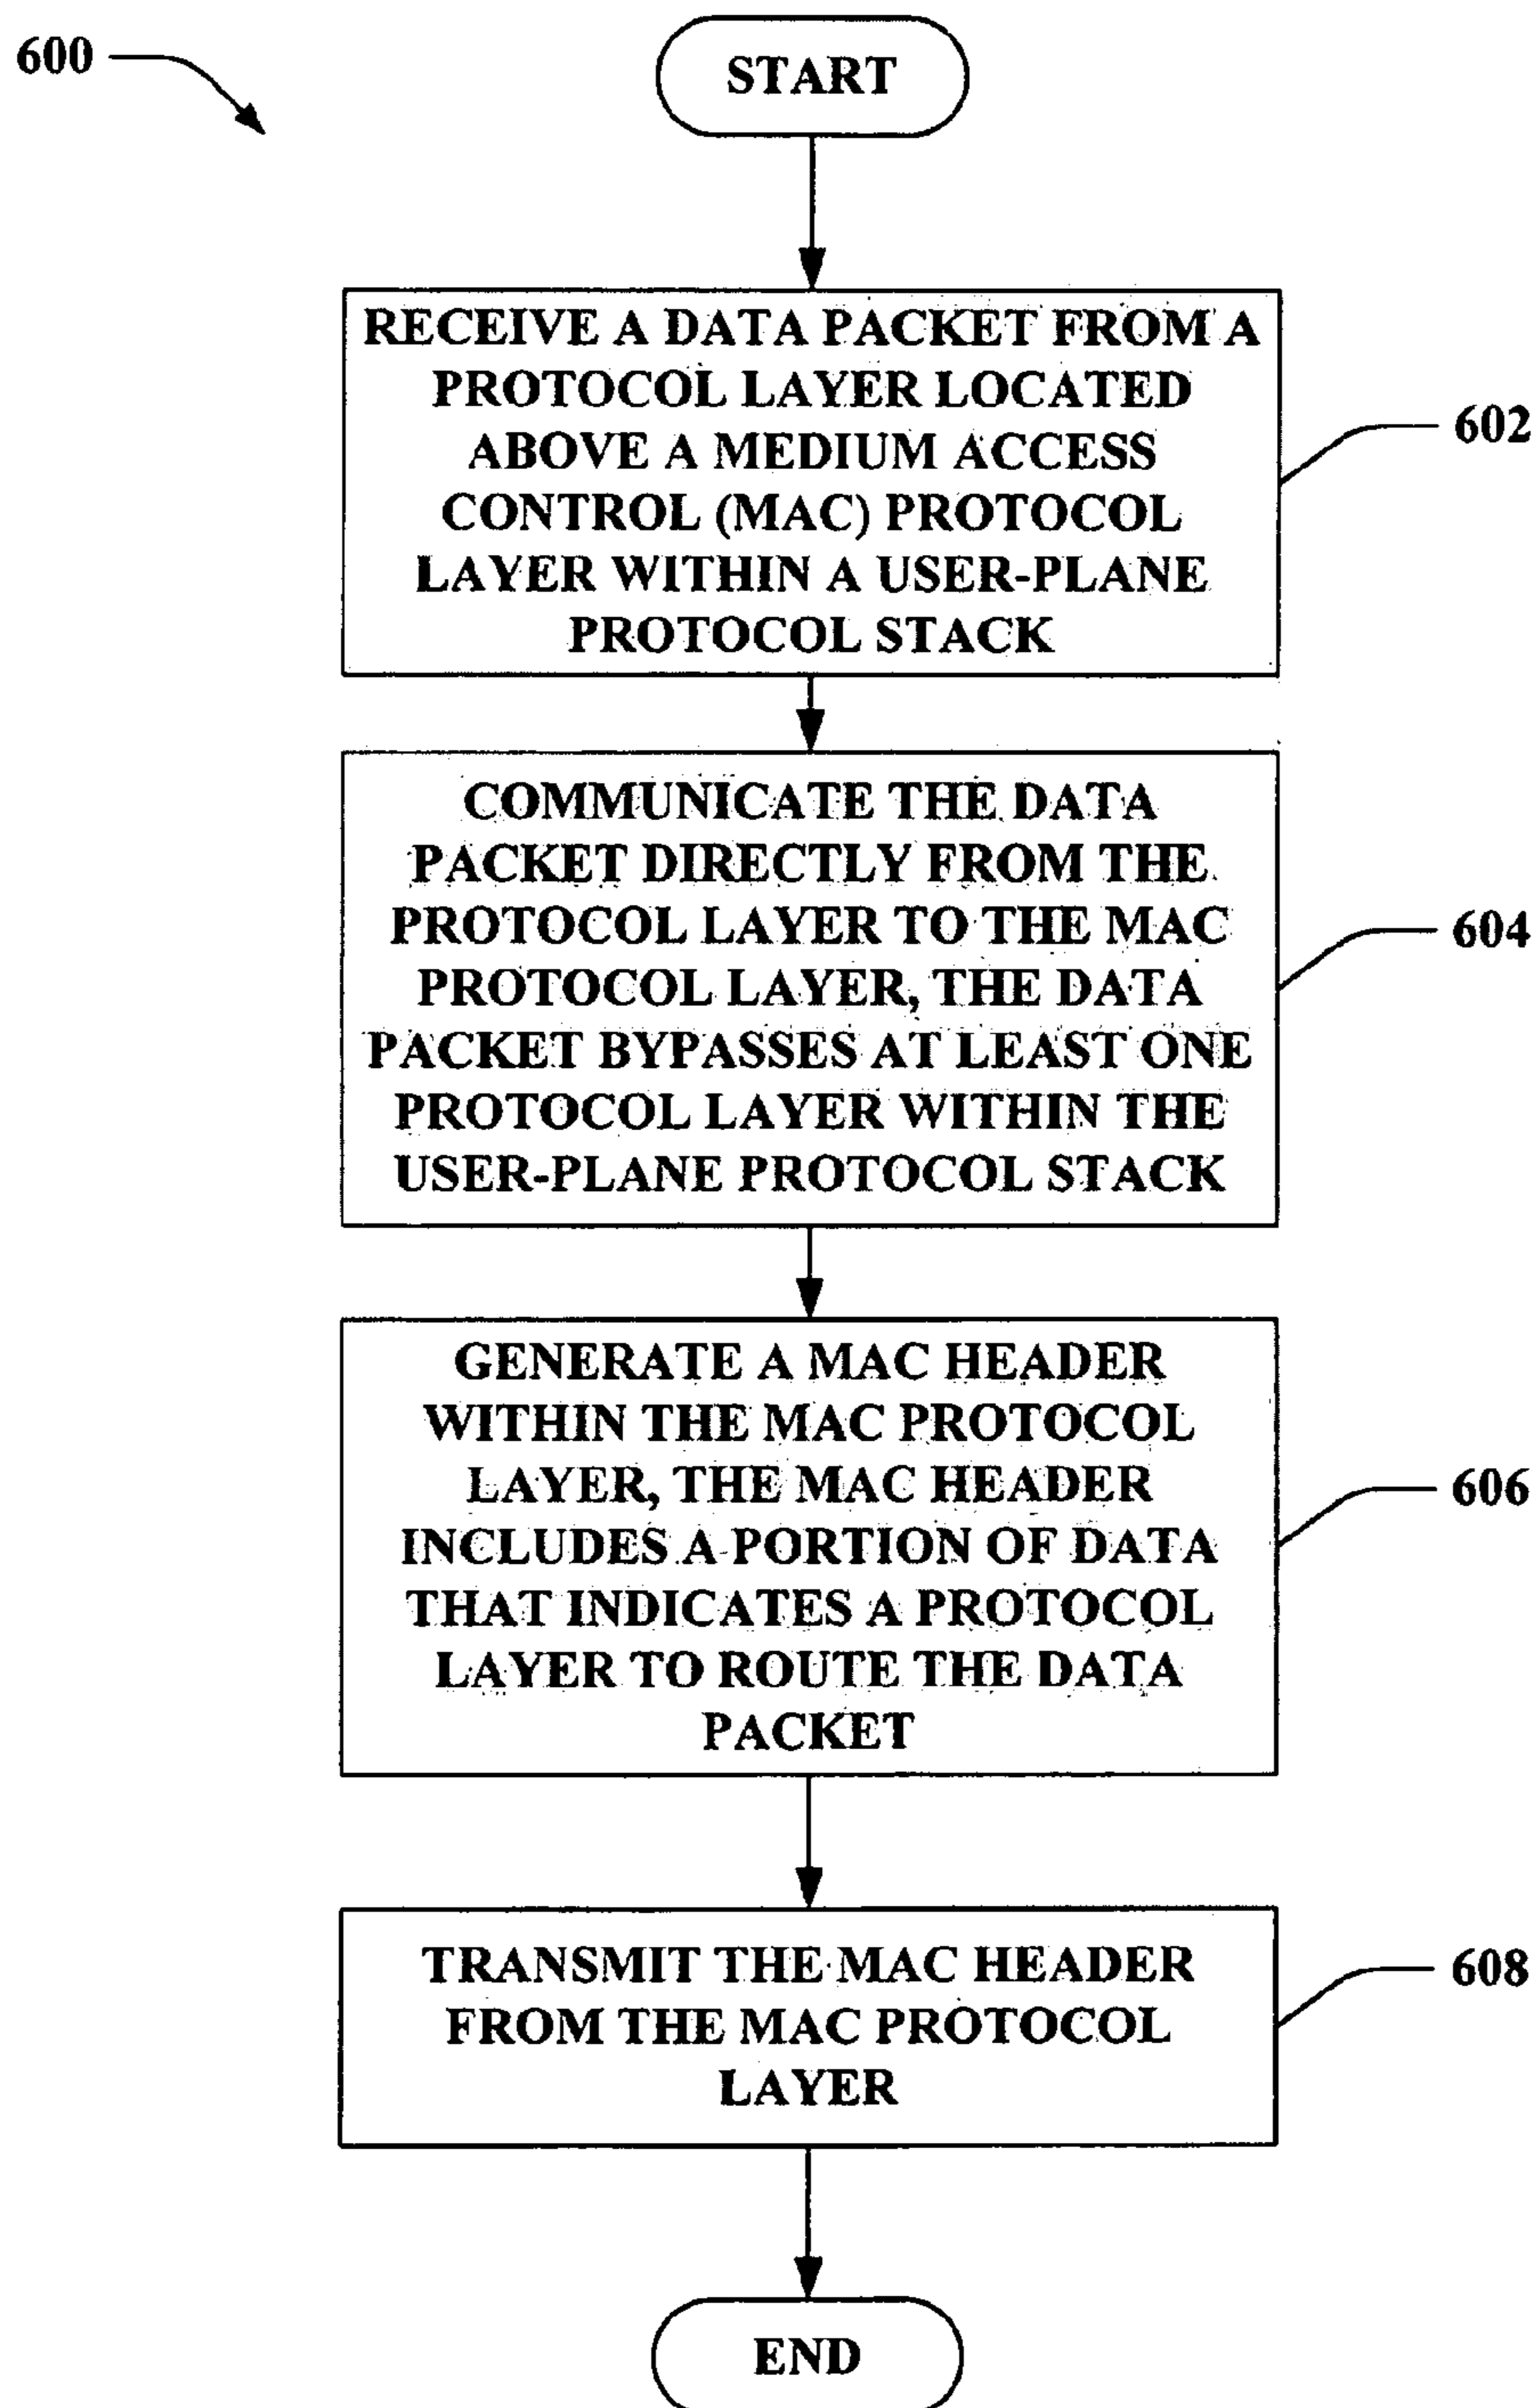 600
START
RECEIVE A DATA PACKET FROM A
PROTOCOL LAYER LOCATED
ABOVE A MEDIUM ACCESS
CONTROL (MAC) PROTOCOL
LAYER WITHIN A USER-PLANE
PROTOCOL STACK
602
COMMUNICATE THE DATA
PACKET DIRECTLY FROM THE
PROTOCOL LAYER TO THE MAC
PROTOCOL LAYER, THE DATA
PACKET BYPASSES AT LEAST ONE
PROTOCOL LAYER WITHIN THE
USER-PLANE PROTOCOL STACK
604
GENERATE A MAC HEADER
WITHIN THE MAC PROTOCOL
LAYER, THE MAC HEADER
INCLUDES A PORTION OF DATA
THAT INDICATES A PROTOCOL
LAYER TO ROUTE THE DATA
PACKET
606
TRANSMIT THE MAC HEADER
FROM THE MAC PROTOCOL
LAYER
608
END